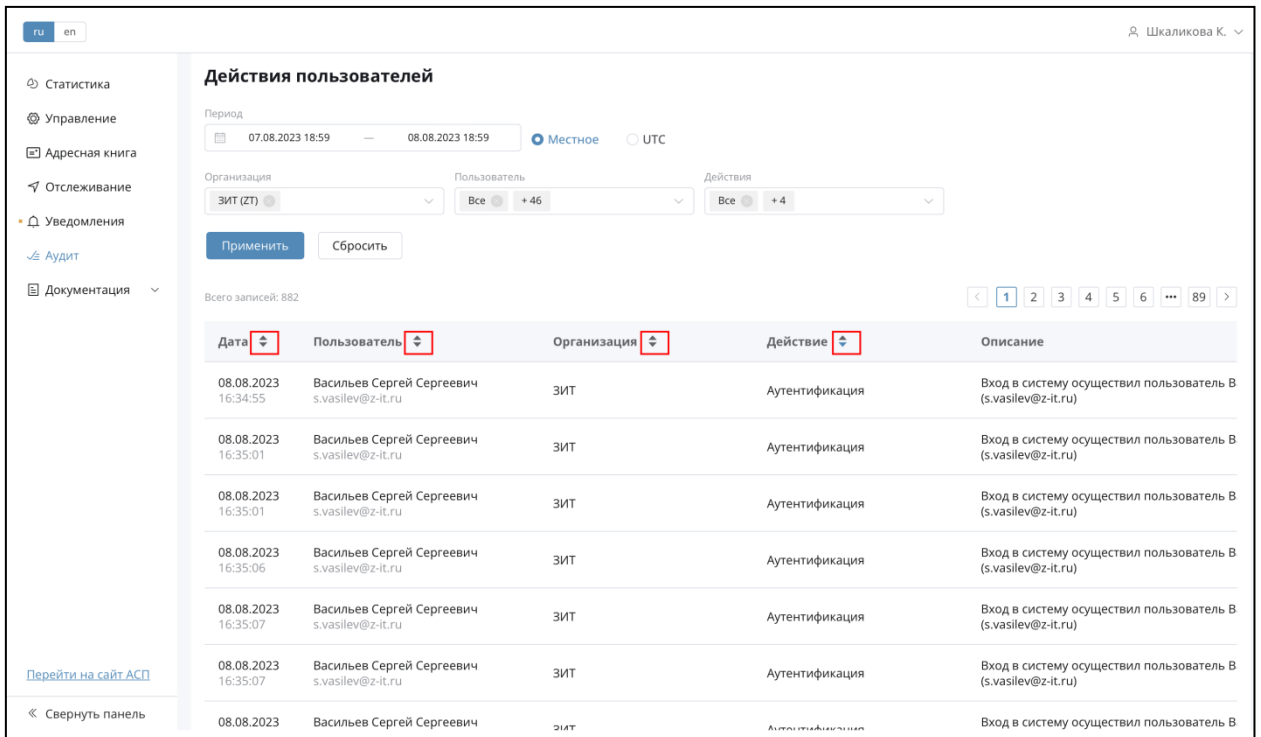 ru en
Шкаликова К.
Статистика
Управление
Адресная книга
Отслеживание
Уведомления
Аудит
Документация
Перейти на сайт АСП
Свернуть панель
Действия пользователей
Период
07.08.2023 18:59 — 08.08.2023 18:59 Местное UTC
Организация Пользователь Действия
ЗИТ (ZT) Все + 46 Все + 4
Применить Сбросить
Всего записей: 882
1 2 3 4 5 6 ••• 89
Дата Пользователь Организация Действие Описание
08.08.2023 Васильев Сергей Сергеевич ЗИТ Аутентификация Вход в систему осуществил пользователь В
16:34:55 s.vasilev@z-it.ru (s.vasilev@z-it.ru)
08.08.2023 Васильев Сергей Сергеевич ЗИТ Аутентификация Вход в систему осуществил пользователь В
16:35:01 s.vasilev@z-it.ru (s.vasilev@z-it.ru)
08.08.2023 Васильев Сергей Сергеевич ЗИТ Аутентификация Вход в систему осуществил пользователь В
16:35:01 s.vasilev@z-it.ru (s.vasilev@z-it.ru)
08.08.2023 Васильев Сергей Сергеевич ЗИТ Аутентификация Вход в систему осуществил пользователь В
16:35:06 s.vasilev@z-it.ru (s.vasilev@z-it.ru)
08.08.2023 Васильев Сергей Сергеевич ЗИТ Аутентификация Вход в систему осуществил пользователь В
16:35:07 s.vasilev@z-it.ru (s.vasilev@z-it.ru)
08.08.2023 Васильев Сергей Сергеевич ЗИТ Аутентификация Вход в систему осуществил пользователь В
16:35:07 s.vasilev@z-it.ru (s.vasilev@z-it.ru)
08.08.2023 Васильев Сергей Сергеевич ЗИТ Аутентификация Вход в систему осуществил пользователь В